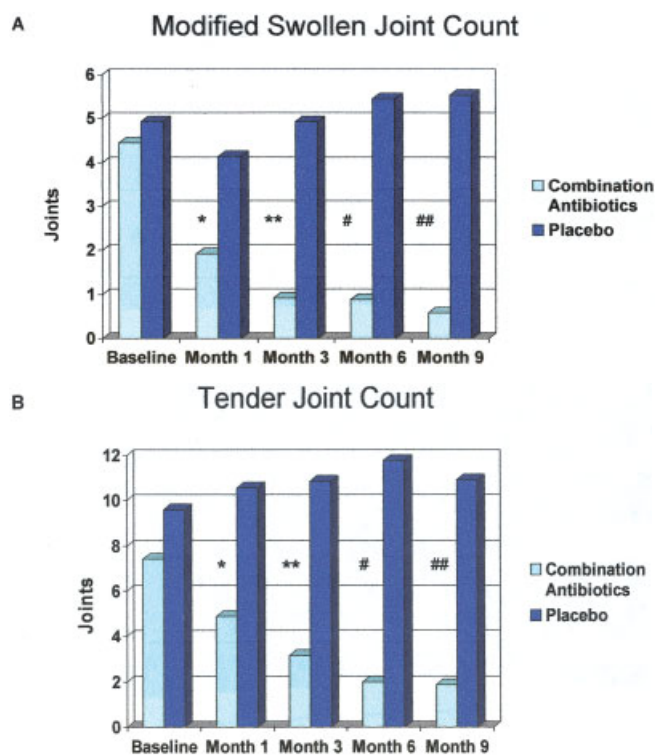 A
Modified Swollen Joint Count
6
5
4
3
2
1
0
Joints
* ** # ##
Baseline Month 1 Month 3 Month 6 Month 9
Combination
Antibiotics
Placebo
B
Tender Joint Count
12
10
8
6
4
2
0
Joints
* ** # ##
Baseline Month 1 Month 3 Month 6 Month 9
Combination
Antibiotics
Placebo